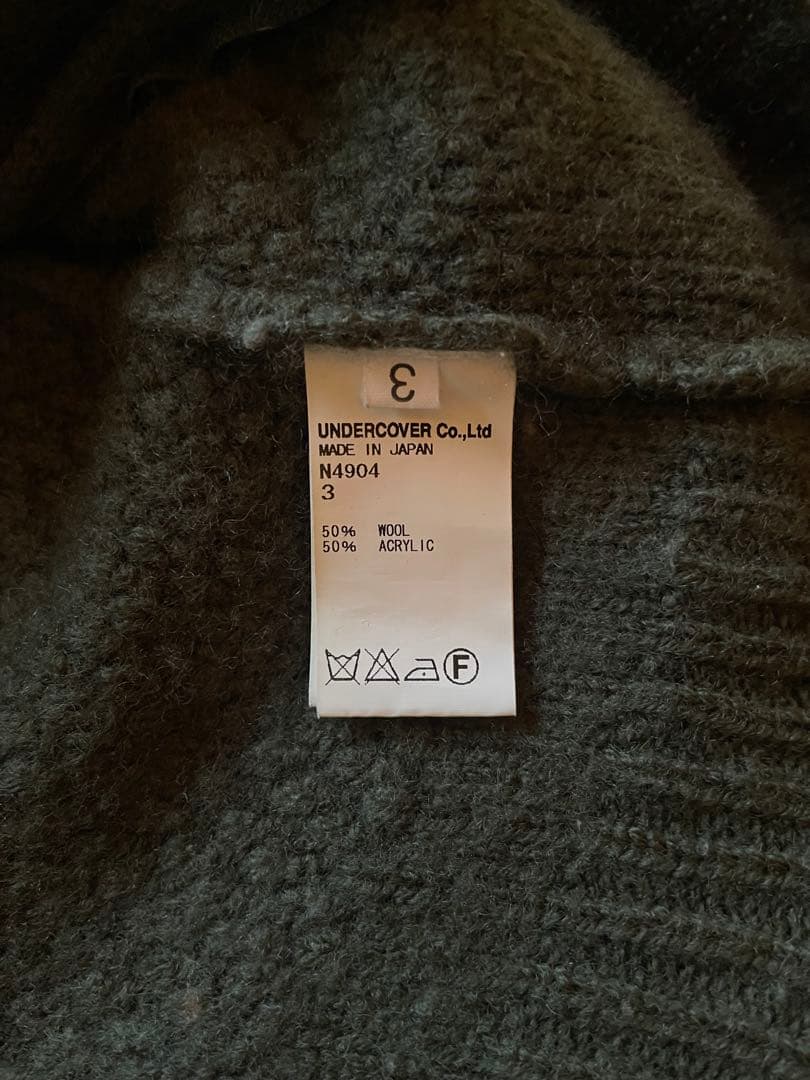 3
UNDERCOVER Co.,Ltd
MADE IN JAPAN
N4904
3
50% WOOL
50% ACRYLIC
F